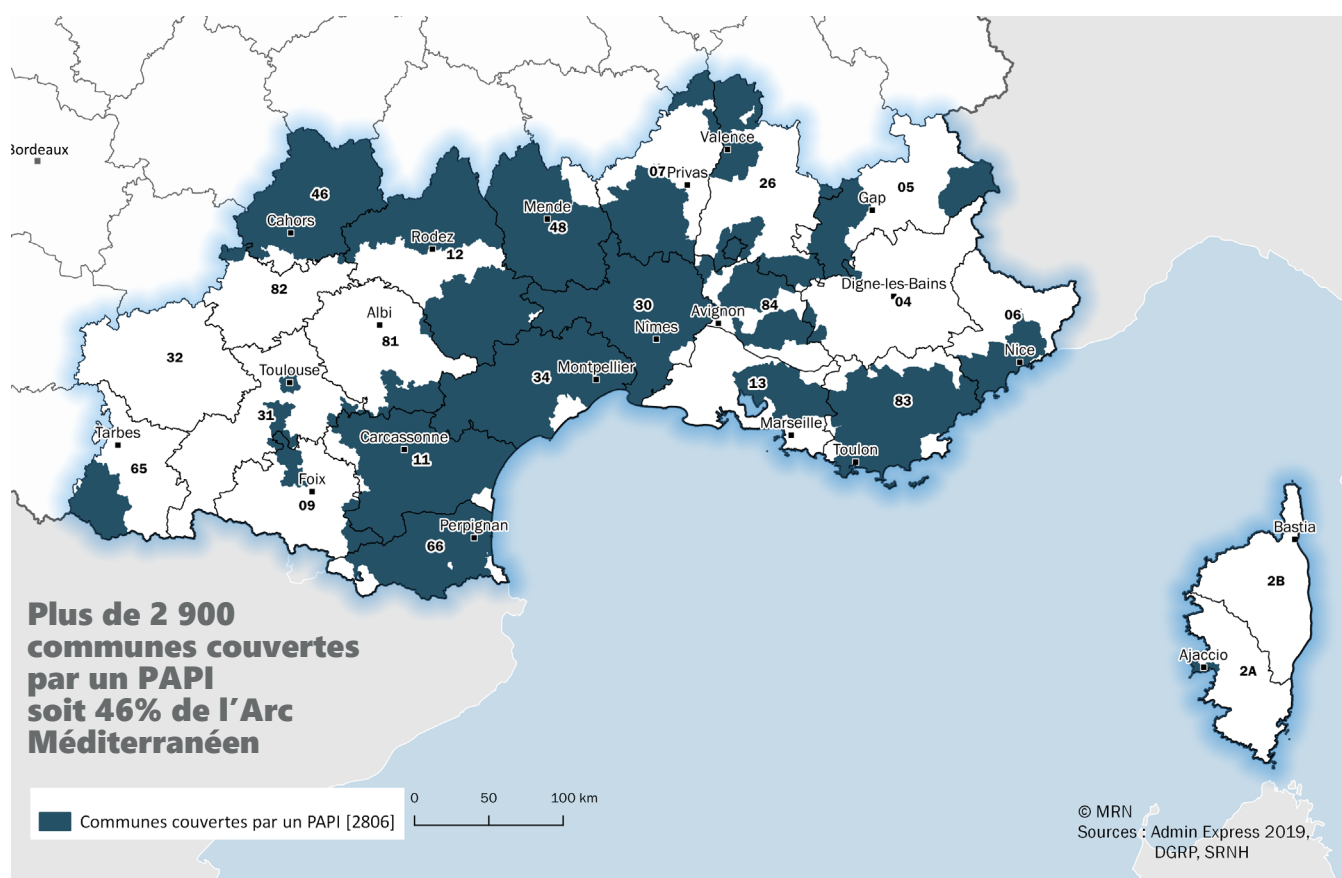 Bordeaux
Valence
07
Privas
26
05
Gap
46
Cahors
Mende
48
Rodez
12
82
Digne-les-Bains
04
30
Nîmes
Avignon
84
06
Albi
81
Nice
32
Toulouse
34
Montpellier
13
83
31
Marseille
Tarbes
65
Carcassonne
11
Toulon
Foix
09
Perpignan
66
Bastia
2B
Ajaccio
2A
Plus de 2 900
communes couvertes
par un PAPI
soit 46% de l’Arc
Méditerranéen
0 50 100 km
Communes couvertes par un PAPI [2806]
© MRN
Sources : Admin Express 2019,
DGRP, SRNH